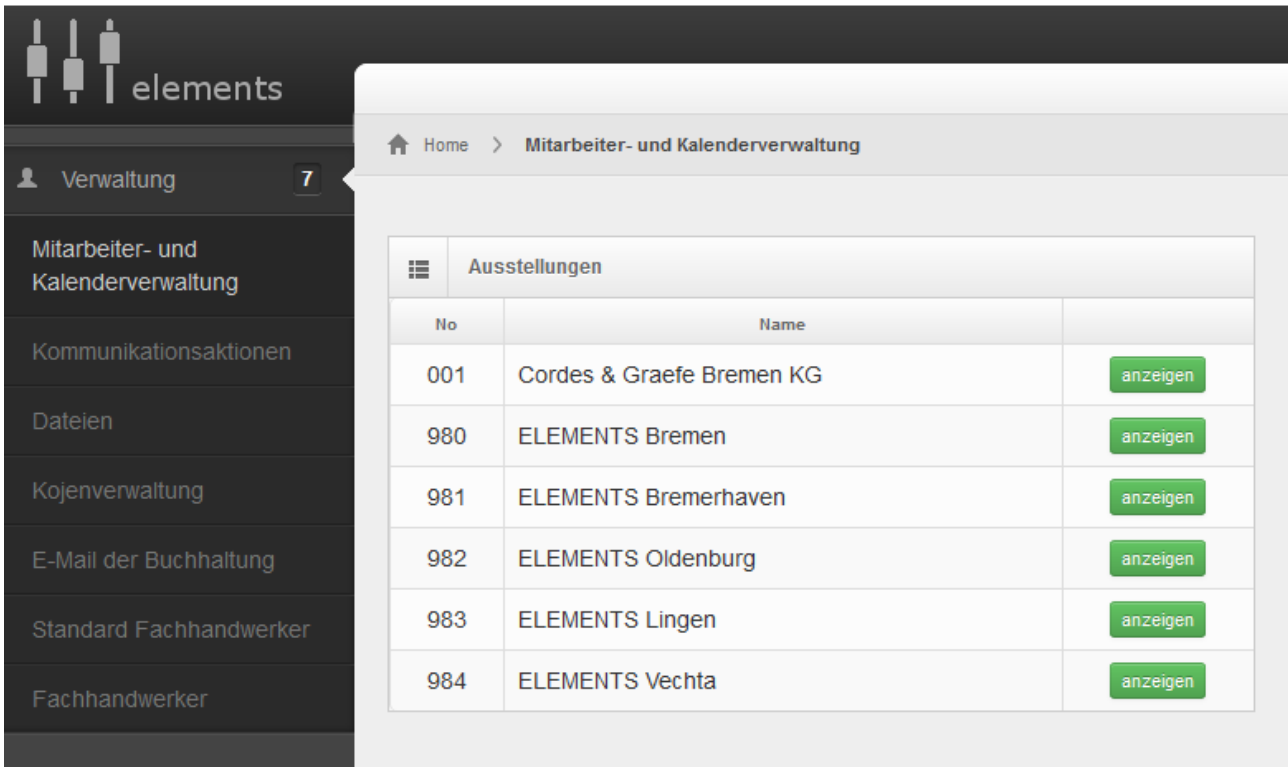 elements
Home > Mitarbeiter- und Kalenderverwaltung
Verwaltung 7
Mitarbeiter- und
Kalenderverwaltung
Kommunikationsaktionen
Dateien
Kojenverwaltung
E-Mail der Buchhaltung
Standard Fachhandwerker
Fachhandwerker
Ausstellungen
No Name
001 Cordes & Graefe Bremen KG anzeigen
980 ELEMENTS Bremen anzeigen
981 ELEMENTS Bremerhaven anzeigen
982 ELEMENTS Oldenburg anzeigen
983 ELEMENTS Lingen anzeigen
984 ELEMENTS Vechta anzeigen